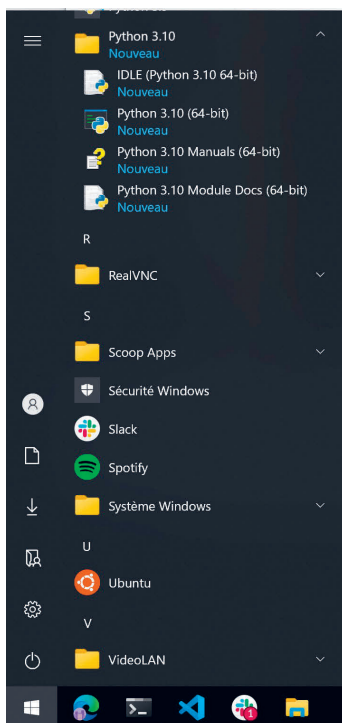 Python 3.10
Nouveau
IDLE (Python 3.10 64-bit)
Nouveau
Python 3.10 (64-bit)
Nouveau
Python 3.10 Manuals (64-bit)
Nouveau
Python 3.10 Module Docs (64-bit)
Nouveau
R
RealVNC
S
Scoop Apps
Sécurité Windows
Slack
Spotify
Système Windows
U
Ubuntu
V
VideoLAN
1